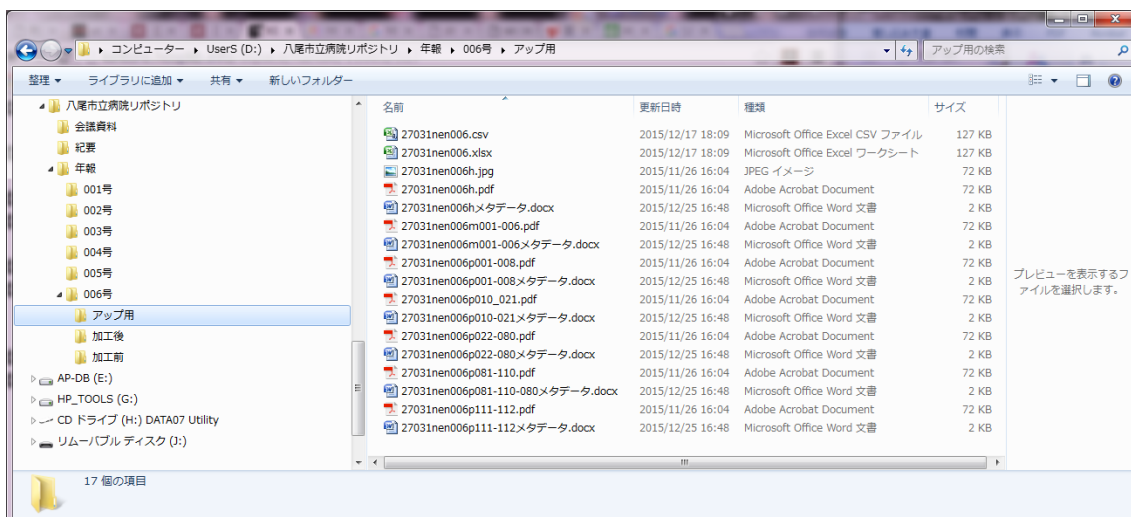 コンピューター ▸ UserS (D:) ▸ 八尾市立病院リポジトリ ▸ 年報 ▸ 006号 ▸ アップ用
アップ用の検索
整理 ライブラリに追加 共有 新しいフォルダー
八尾市立病院リポジトリ
会議資料
紀要
年報
001号
002号
003号
004号
005号
006号
アップ用
加工後
加工前
AP-DB (E:)
HP_TOOLS (G:)
CD ドライブ (H:) DATA07 Utility
リムーバブル ディスク (J:)
名前 更新日時 種類 サイズ
27031nen006.csv 2015/12/17 18:09 Microsoft Office Excel CSV ファイル 127 KB
27031nen006.xlsx 2015/12/17 18:09 Microsoft Office Excel ワークシート 127 KB
27031nen006h.jpg 2015/11/26 16:04 JPEG イメージ 72 KB
27031nen006h.pdf 2015/11/26 16:04 Adobe Acrobat Document 72 KB
27031nen006hメタデータ.docx 2015/12/25 16:48 Microsoft Office Word 文書 2 KB
27031nen006m001-006.pdf 2015/11/26 16:04 Adobe Acrobat Document 72 KB
27031nen006m001-006メタデータ.docx 2015/12/25 16:48 Microsoft Office Word 文書 2 KB
27031nen006p001-008.pdf 2015/11/26 16:04 Adobe Acrobat Document 72 KB
27031nen006p001-008メタデータ.docx 2015/12/25 16:48 Microsoft Office Word 文書 2 KB
27031nen006p010_021.pdf 2015/11/26 16:04 Adobe Acrobat Document 72 KB
27031nen006p010-021メタデータ.docx 2015/12/25 16:48 Microsoft Office Word 文書 2 KB
27031nen006p022-080.pdf 2015/11/26 16:04 Adobe Acrobat Document 72 KB
27031nen006p022-080メタデータ.docx 2015/12/25 16:48 Microsoft Office Word 文書 2 KB
27031nen006p081-110.pdf 2015/11/26 16:04 Adobe Acrobat Document 72 KB
27031nen006p081-110-080メタデータ.docx 2015/12/25 16:48 Microsoft Office Word 文書 2 KB
27031nen006p111-112.pdf 2015/11/26 16:04 Adobe Acrobat Document 72 KB
27031nen006p111-112メタデータ.docx 2015/12/25 16:48 Microsoft Office Word 文書 2 KB
プレビューを表示するフ
ァイルを選択します。
17 個の項目